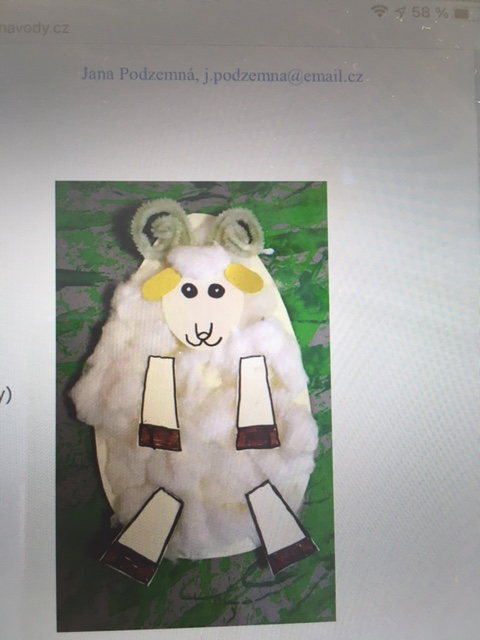 58 %
navody.cz
Jana Podzemná, j.podzemna@email.cz
y)